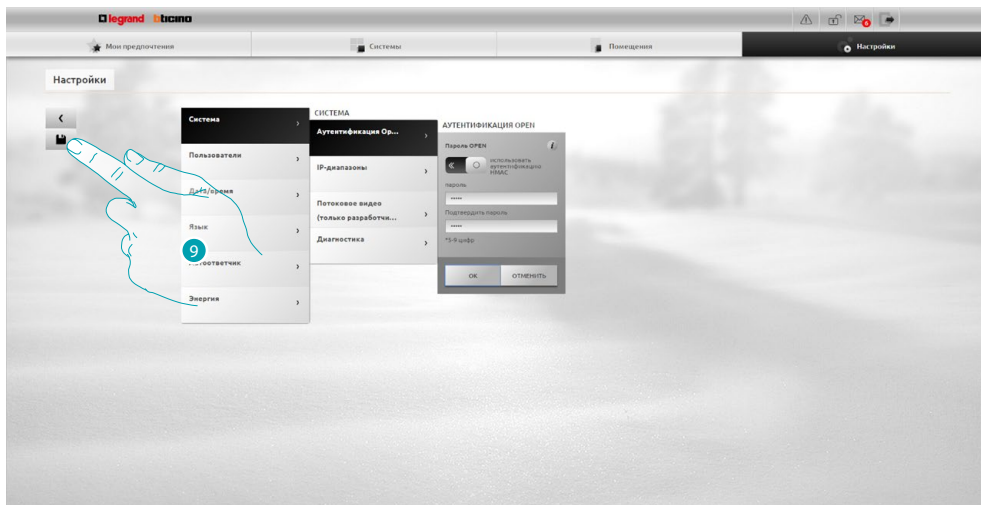 legrand bticino
6
Мои предпочтения
Системы
Помещения
Настройки
Настройки
СИСТЕМА
Система
Пользователи
Дата/время
Язык
Автоответчик
Энергия
9
Аутентификация Op...
IP-диапазоны
Потоковое видео
(только разработчи...
Диагностика
АУТЕНТИФИКАЦИЯ OPEN
Пароль OPEN
i
использовать
аутентификацию
HMAC
пароль
•••••
Подтвердить пароль
•••••
*5-9 цифр
OK
ОТМЕНИТЬ